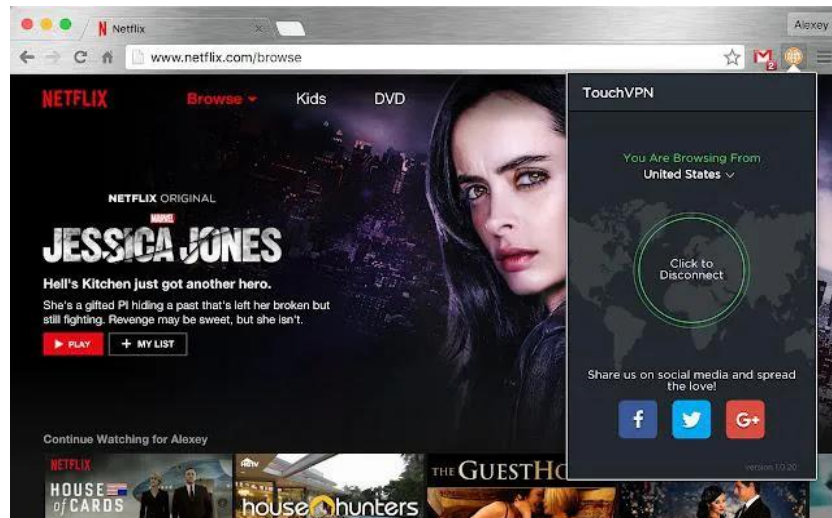 Netflix
Alexey
www.netflix.com/browse
2
NETFLIX
Browse
Kids
DVD
NETFLIX ORIGINAL
MARVEL
JESSICA JONES
Hell's Kitchen just got another hero.
She's a gifted PI hiding a past that's left her broken but
still fighting. Revenge may be sweet, but she isn't.
PLAY
+ MY LIST
Continue Watching for Alexey
NETFLIX
HOUSE
of CARDS
HGTV
house hunters
THE GUESTHO
TouchVPN
You Are Browsing From
United States
Click to
Disconnect
Share us on social media and spread
the love!
f
G+
version 1.0.20